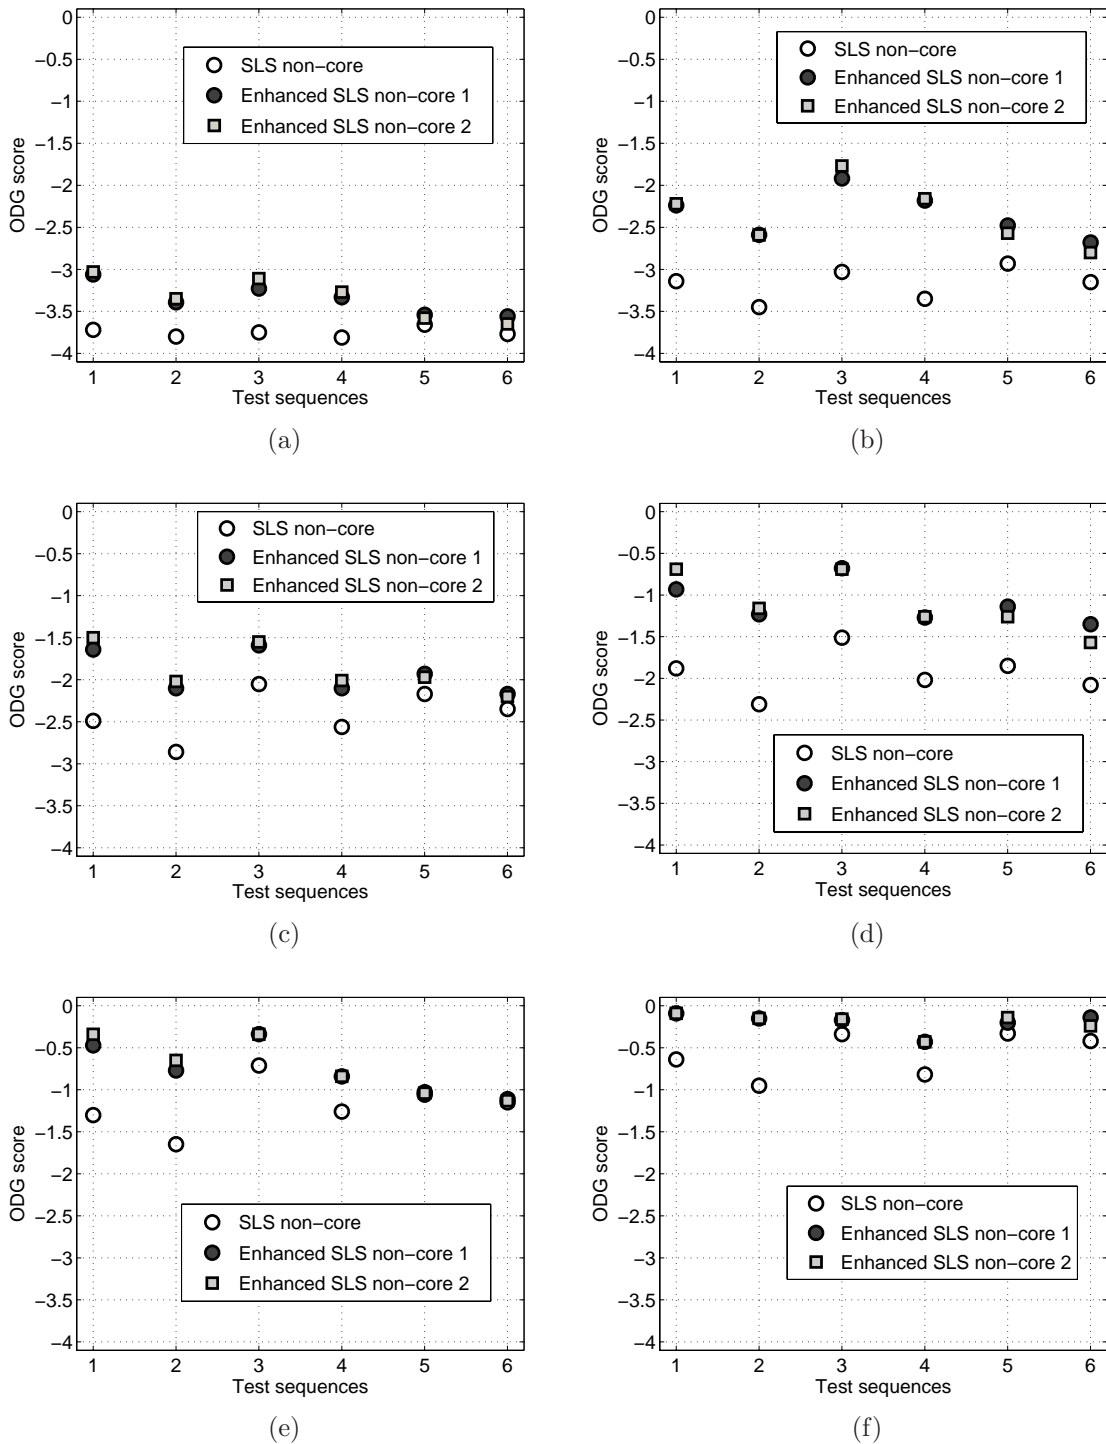 0
−0.5
−1
−1.5
−2
−2.5
−3
−3.5
−4
ODG score
SLS non−core
Enhanced SLS non−core 1
Enhanced SLS non−core 2
1 2 3 4 5 6
Test sequences
(a)
0
−0.5
−1
−1.5
−2
−2.5
−3
−3.5
−4
ODG score
SLS non−core
Enhanced SLS non−core 1
Enhanced SLS non−core 2
1 2 3 4 5 6
Test sequences
(b)
0
−0.5
−1
−1.5
−2
−2.5
−3
−3.5
−4
ODG score
SLS non−core
Enhanced SLS non−core 1
Enhanced SLS non−core 2
1 2 3 4 5 6
Test sequences
(c)
0
−0.5
−1
−1.5
−2
−2.5
−3
−3.5
−4
ODG score
SLS non−core
Enhanced SLS non−core 1
Enhanced SLS non−core 2
1 2 3 4 5 6
Test sequences
(d)
0
−0.5
−1
−1.5
−2
−2.5
−3
−3.5
−4
ODG score
SLS non−core
Enhanced SLS non−core 1
Enhanced SLS non−core 2
1 2 3 4 5 6
Test sequences
(e)
0
−0.5
−1
−1.5
−2
−2.5
−3
−3.5
−4
ODG score
SLS non−core
Enhanced SLS non−core 1
Enhanced SLS non−core 2
1 2 3 4 5 6
Test sequences
(f)